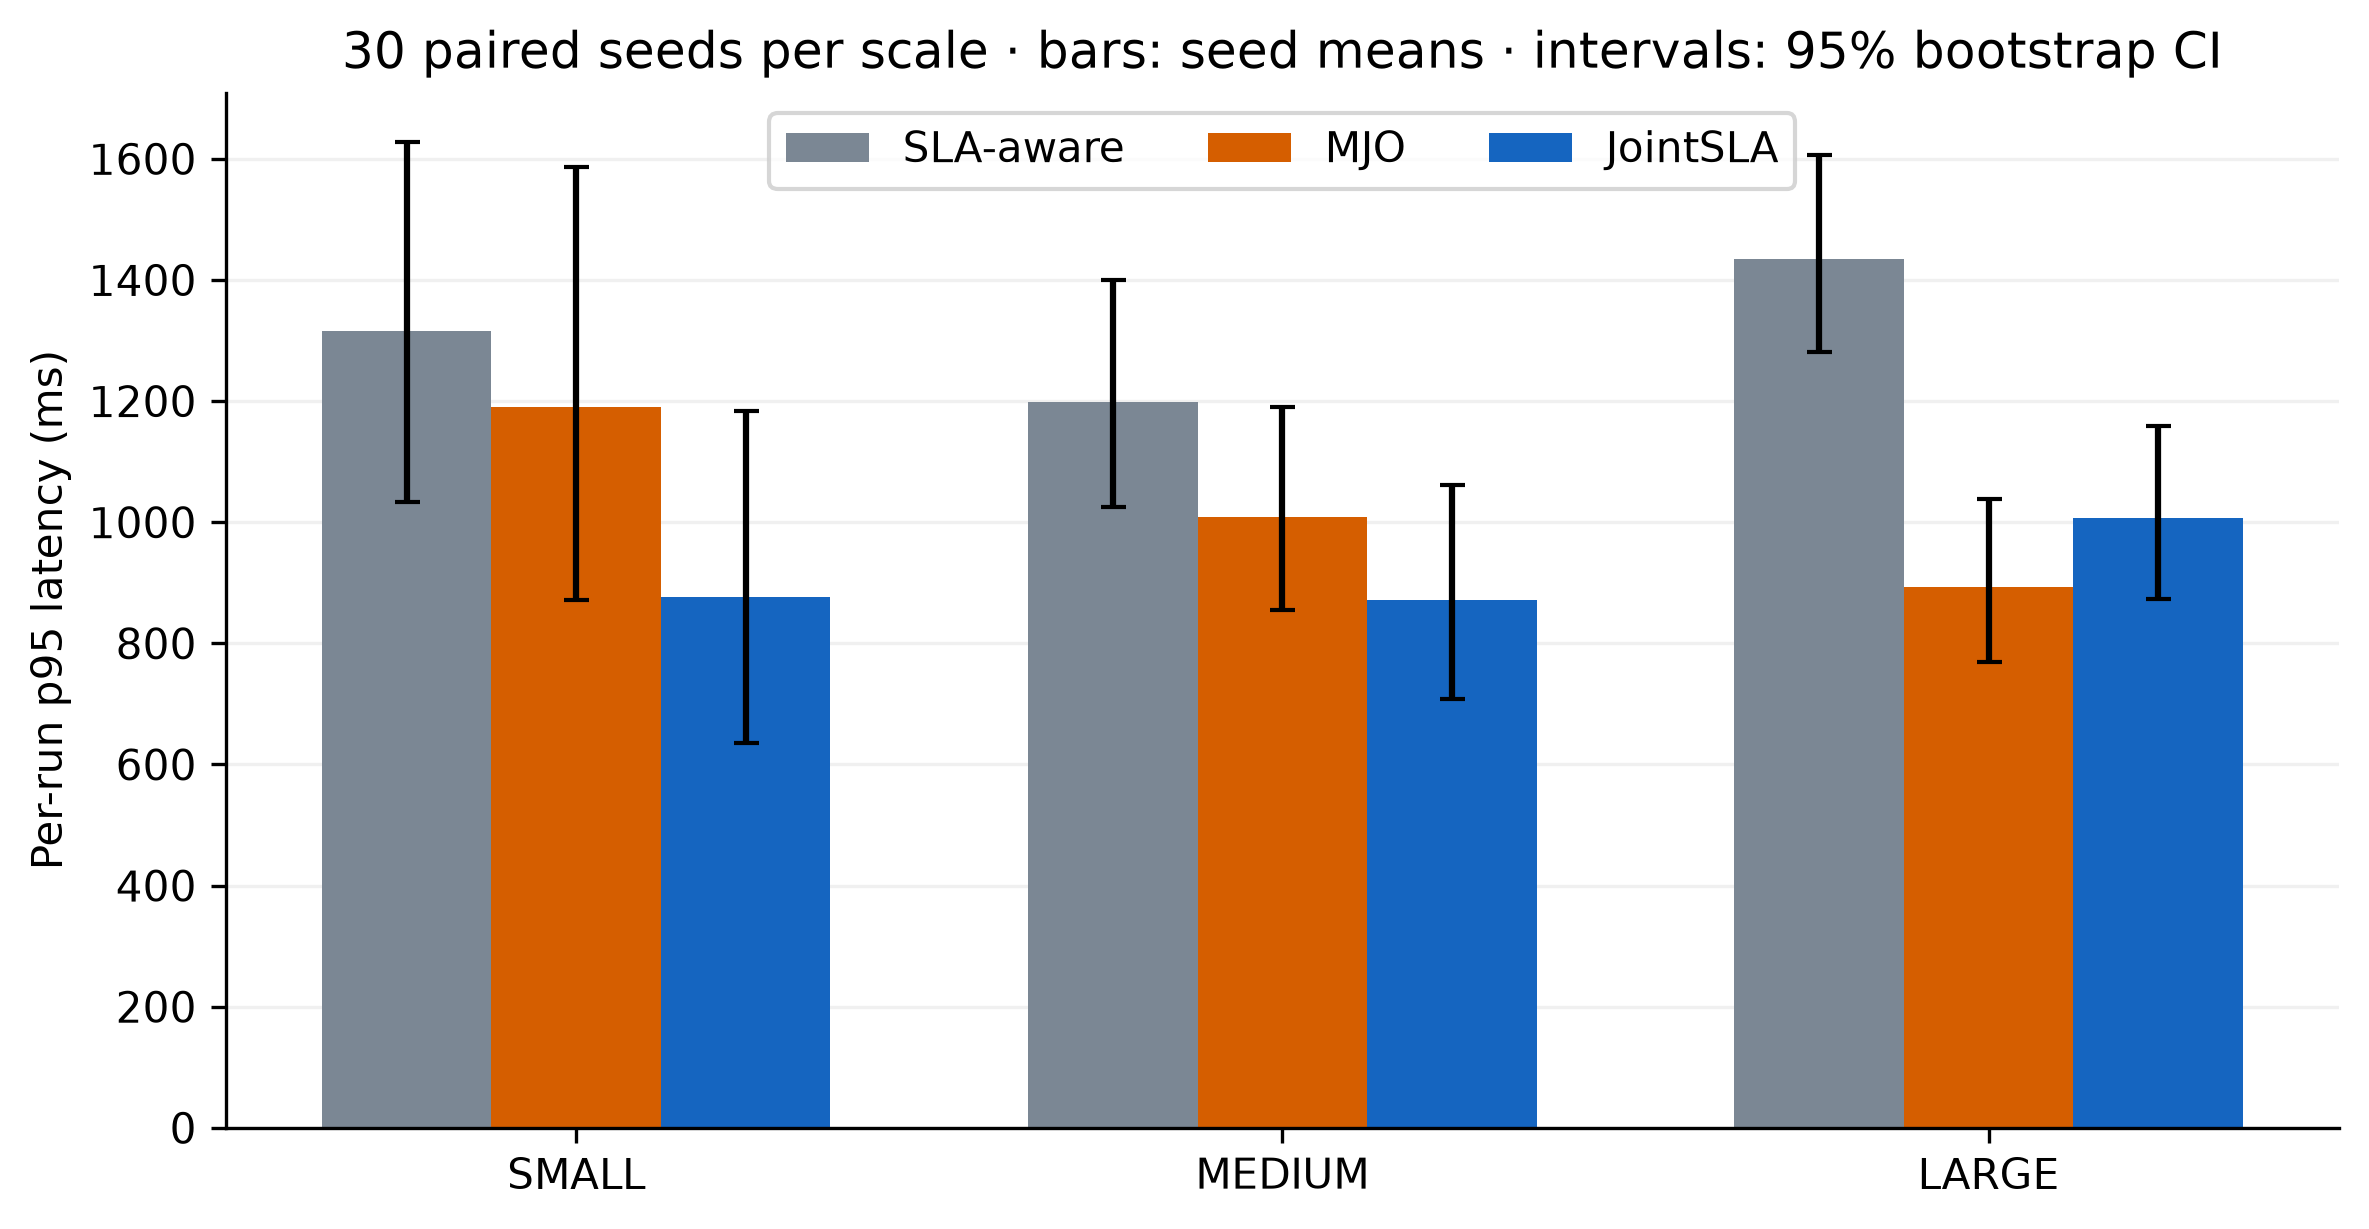 30 paired seeds per scale · bars: seed means · intervals: 95% bootstrap CI
SLA-aware MJO JointSLA
Per-run p95 latency (ms)
1600
1400
1200
1000
800
600
400
200
0
SMALL MEDIUM LARGE